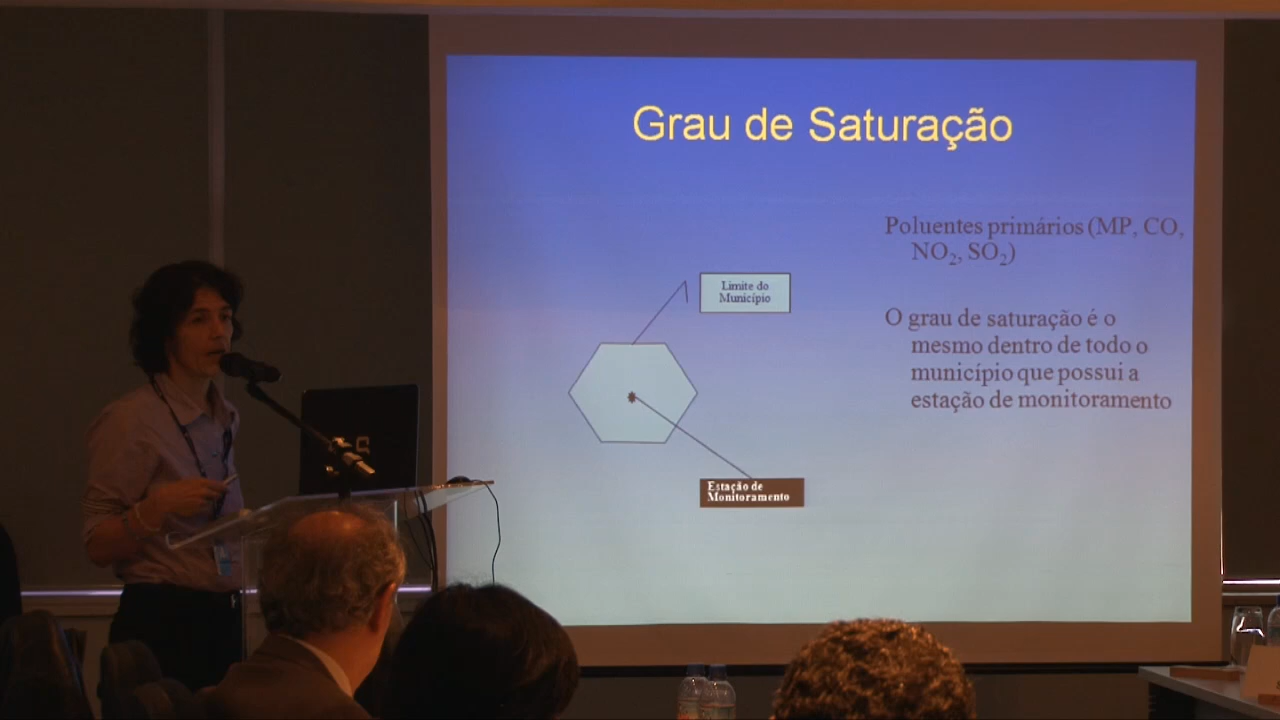 Grau de Saturação
Poluentes primários (MP, CO,
NO₂, SO₂)
Limite do
Município
O grau de saturação é o
mesmo dentro de todo o
município que possui a
estação de monitoramento
Estação de
Monitoramento